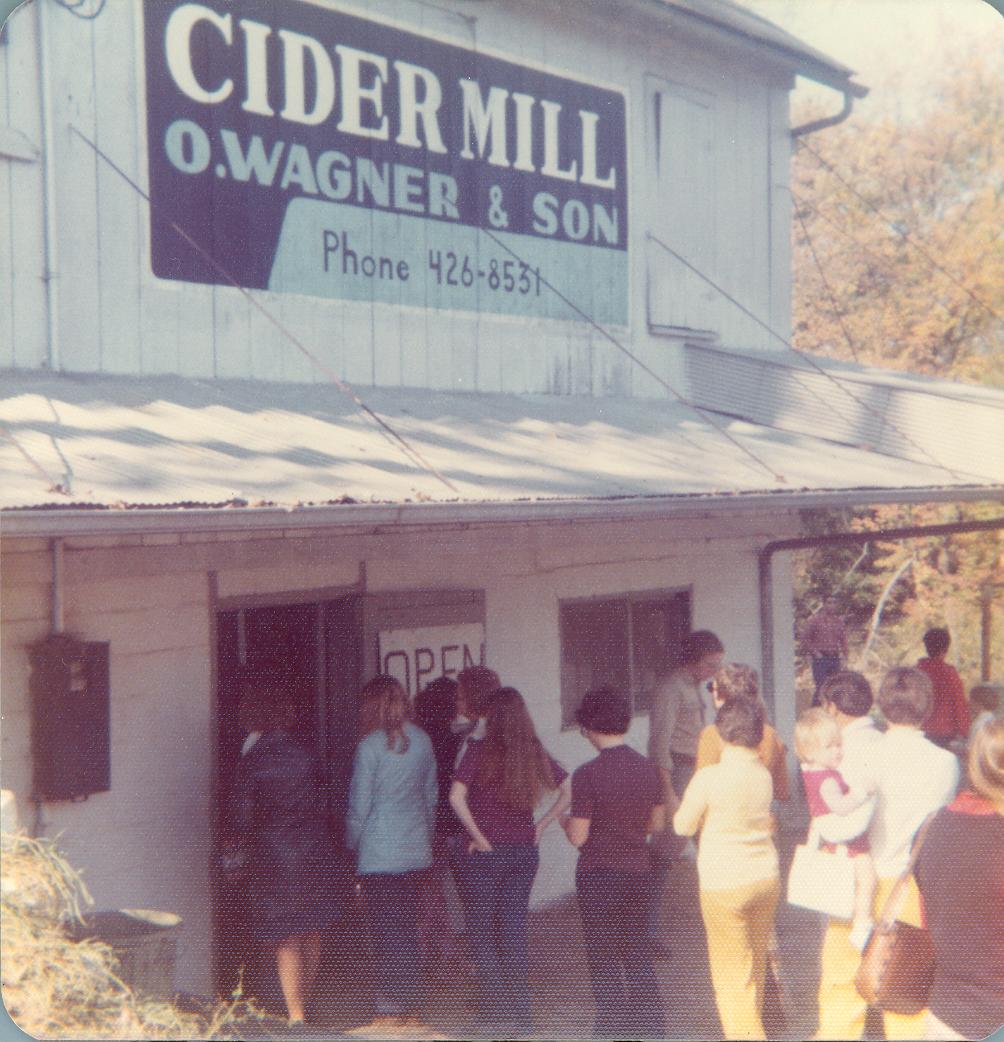 CIDER MILL
O. WAGNER & SON
Phone 426-8531
OPEN